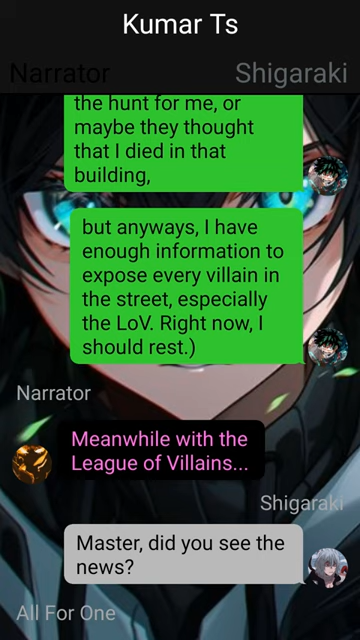 Kumar Ts
Narrator
Shigaraki
the hunt for me, or
maybe they thought
that I died in that
building,
but anyways, I have
enough information to
expose every villain in
the street, especially
the LoV. Right now, I
should rest.)
Narrator
Meanwhile with the
League of Villains...
Shigaraki
Master, did you see the
news?
All For One